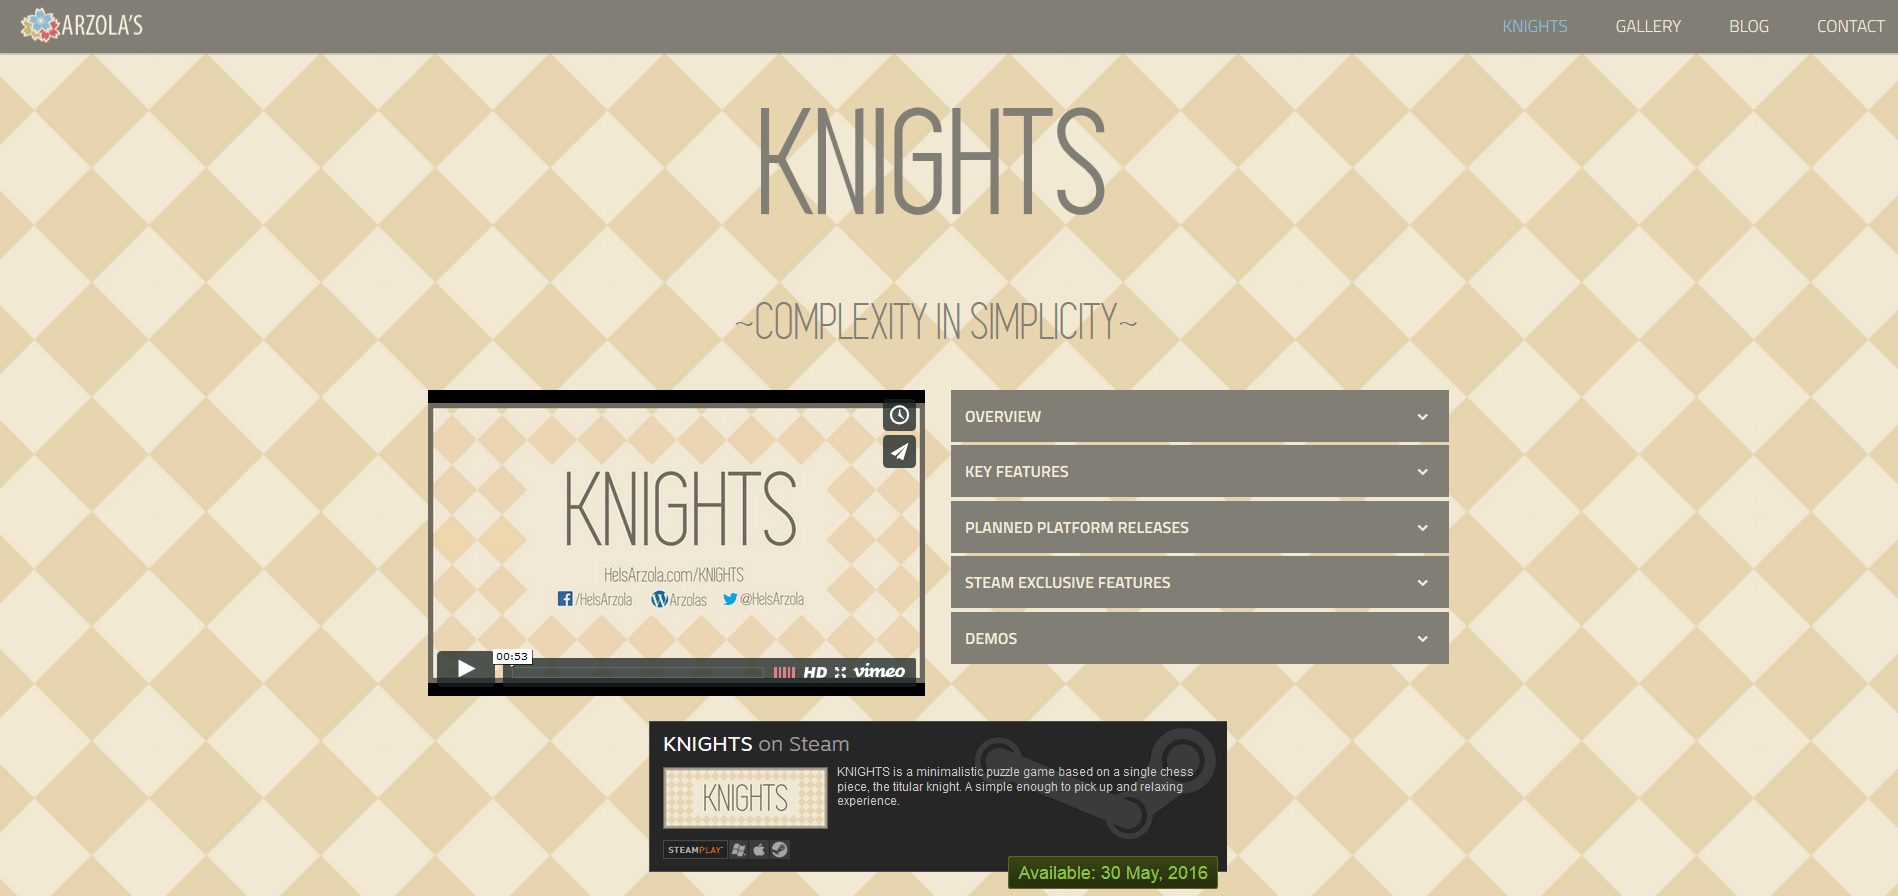 ARZOLA'S
KNIGHTS GALLERY BLOG CONTACT
KNIGHTS
~COMPLEXITY IN SIMPLICITY~
KNIGHTS
HelsArzola.com/KNIGHTS
/HelsArzola Arzolas @HelsArzola
00:53
HD vimeo
OVERVIEW
KEY FEATURES
PLANNED PLATFORM RELEASES
STEAM EXCLUSIVE FEATURES
DEMOS
KNIGHTS on Steam
KNIGHTS
KNIGHTS is a minimalistic puzzle game based on a single chess
piece, the titular knight. A simple enough to pick up and relaxing
experience.
STEAMPLAY
Available: 30 May, 2016